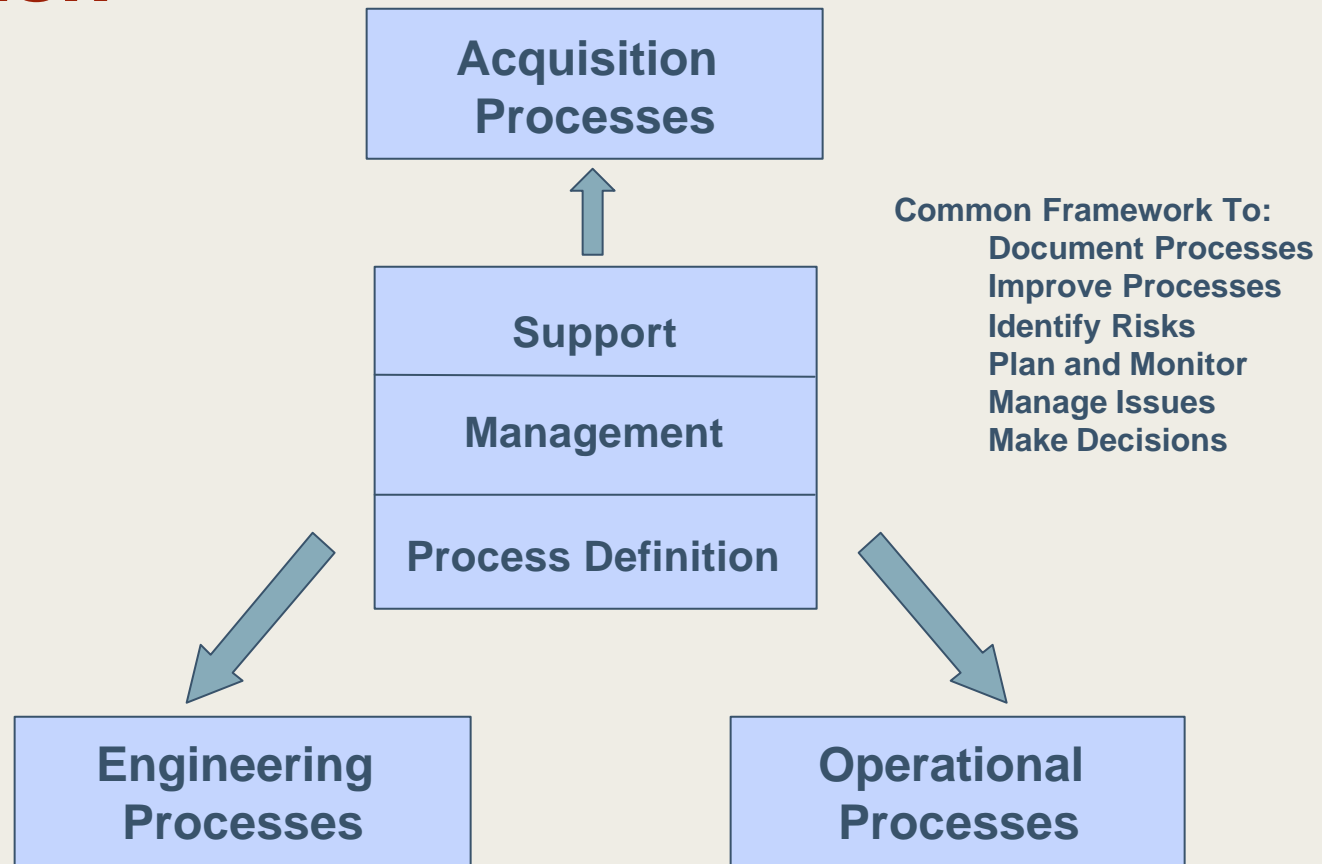 Acquisition
Processes
Common Framework To:
Document Processes
Improve Processes
Identify Risks
Plan and Monitor
Manage Issues
Make Decisions
Support
Management
Process Definition
Engineering
Processes
Operational
Processes